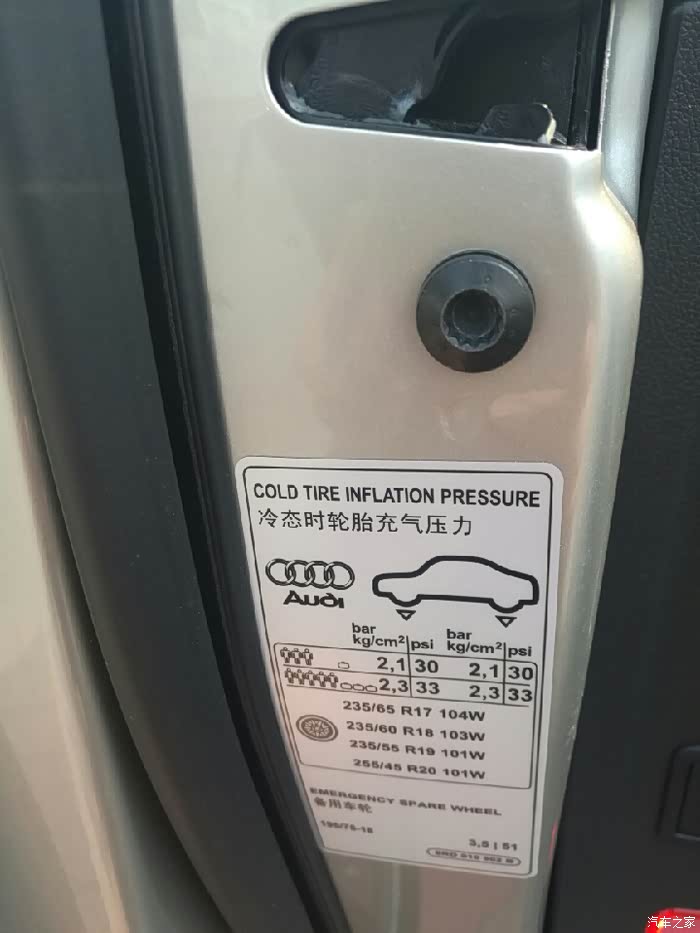 COLD TIRE INFLATION PRESSURE
冷态时轮胎充气压力
Audi
bar kg/cm² psi bar kg/cm² psi
2,1 30 2,1 30
2,3 33 2,3 33
235/65 R17 104W
235/60 R18 103W
235/55 R19 101W
255/45 R20 101W
EMERGENCY SPARE WHEEL
备用车轮
3,5 | 51
汽车之家